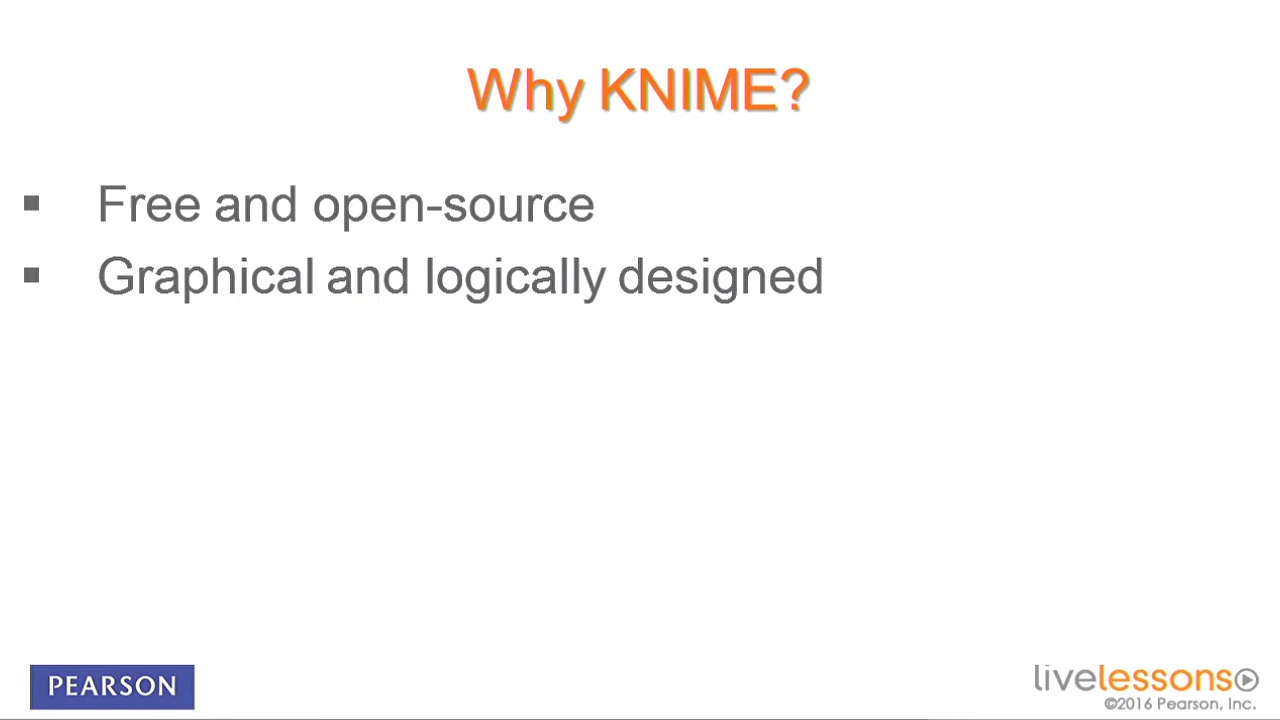 Why KNIME?
▪ Free and open-source
▪ Graphical and logically designed
PEARSON
livelessons
©2016 Pearson, Inc.